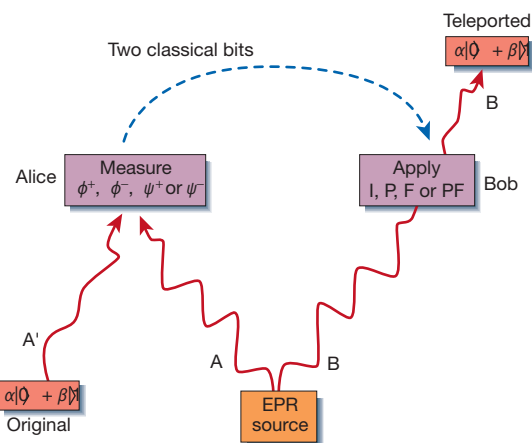 Teleported
α|0⟩ + β|1⟩
B
Two classical bits
Alice
Measure
ϕ⁺, ϕ⁻, ψ⁺ or ψ⁻
Apply
I, P, F or PF
Bob
A'
A
B
α|0⟩ + β|1⟩
Original
EPR
source